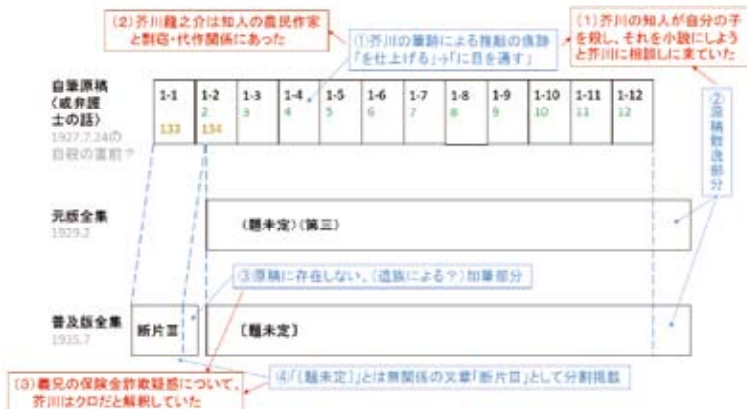 (2)芥川龍之介は知人の農民作家
と剽窃・代作関係にあった
①芥川の筆跡による推敲の痕跡
「を仕上げる」→「に目を通す」
(1)芥川の知人が自分の子
を殺し、それを小説にしよう
と芥川に相談しに来ていた
自筆原稿
(或弁護
士の話)
1927.7.24の
自殺の直前?
1-1 1-2 1-3 1-4 1-5 1-6 1-7 1-8 1-9 1-10 1-11 1-12
2 3 4 5 6 7 8 9 10 11 12
133 134
②原稿散逸部分
元版全集
1929.2
(題未定)(第三)
③原稿に存在しない、(遺族による?)加筆部分
普及版全集
1935.7
断片Ⅲ
〔題未定〕
④「〔題未定〕」とは無関係の文章「断片Ⅲ」として分割掲載
(3)義兄の保険金詐欺疑惑について、
芥川はクロだと解釈していた